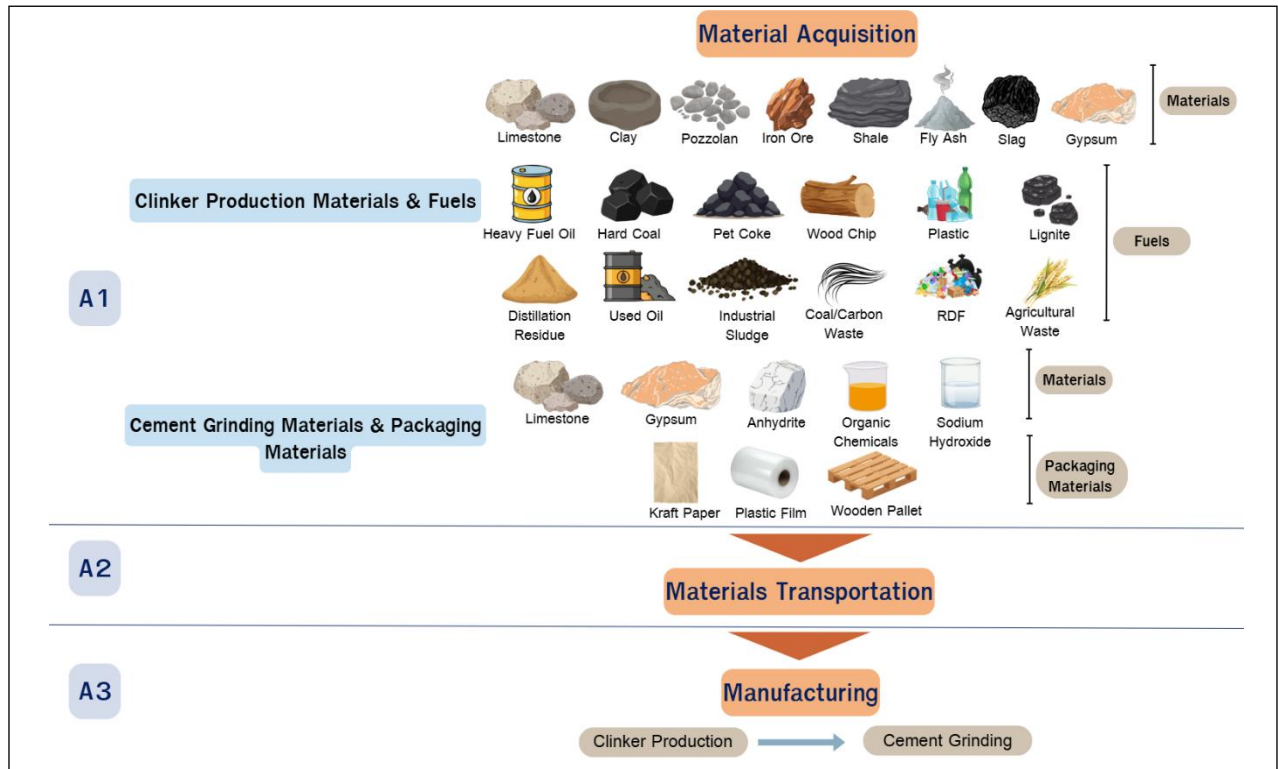 Material Acquisition
Limestone
Clay
Pozzolan
Iron Ore
Shale
Fly Ash
Slag
Gypsum
Materials
Clinker Production Materials & Fuels
Heavy Fuel Oil
Hard Coal
Pet Coke
Wood Chip
Plastic
Lignite
Fuels
A1
Distillation
Residue
Used Oil
Industrial
Sludge
Coal/Carbon
Waste
RDF
Agricultural
Waste
Cement Grinding Materials & Packaging
Materials
Limestone
Gypsum
Anhydrite
Organic
Chemicals
Sodium
Hydroxide
Materials
Kraft Paper
Plastic Film
Wooden Pallet
Packaging
Materials
A2
Materials Transportation
A3
Manufacturing
Clinker Production
Cement Grinding